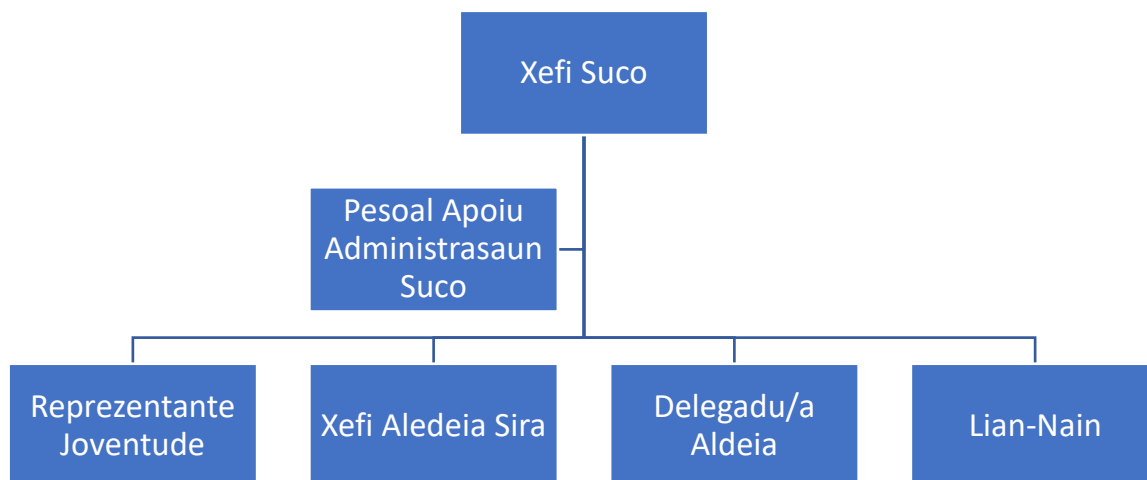 Xefi Suco
Pesoal Apoiu
Administrasaun
Suco
Reprezentante
Joventude
Xefi Aledeia Sira
Delegadu/a
Aldeia
Lian-Nain